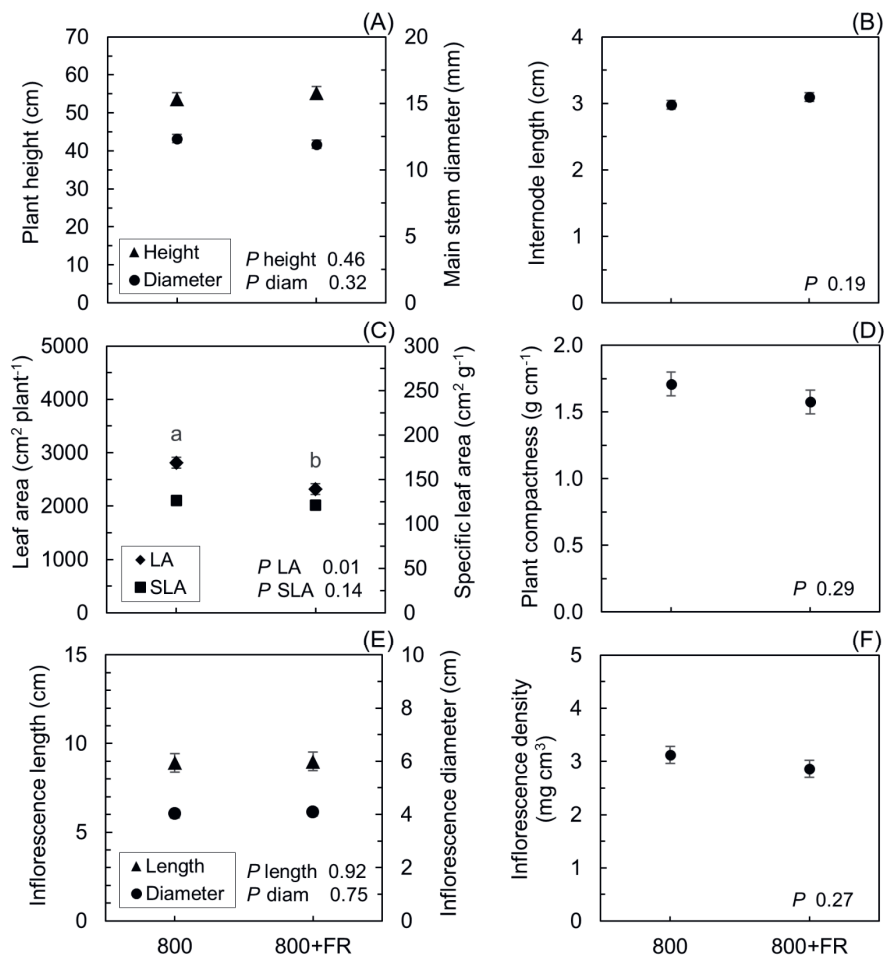 (A)
70
60
50
40
30
20
10
0
Plant height (cm)
20
15
10
5
0
Main stem diameter (mm)
Height
Diameter
P height 0.46
P diam 0.32
(B)
4
3
2
1
0
Internode length (cm)
P 0.19
(C)
5000
4000
3000
2000
1000
0
Leaf area (cm² plant⁻¹)
300
250
200
150
100
50
0
Specific leaf area (cm² g⁻¹)
a
b
LA
SLA
P LA 0.01
P SLA 0.14
(D)
2.0
1.5
1.0
0.5
0.0
Plant compactness (g cm⁻¹)
P 0.29
(E)
15
12
9
6
3
0
Inflorescence length (cm)
10
8
6
4
2
0
Inflorescence diameter (cm)
Length
Diameter
P length 0.92
P diam 0.75
800
800+FR
(F)
5
4
3
2
1
0
Inflorescence density
(mg cm³)
P 0.27
800
800+FR